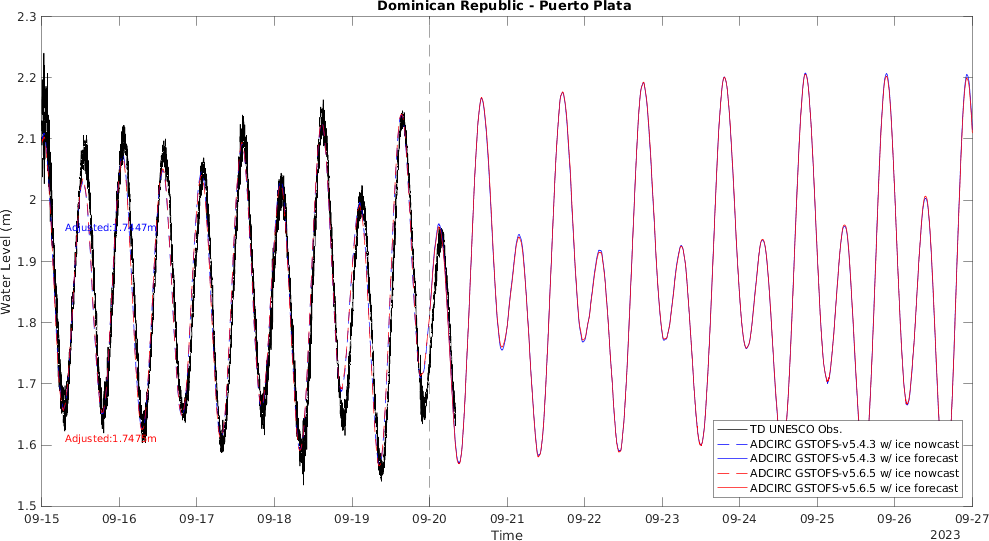 Dominican Republic - Puerto Plata
2.3
2.2
2.1
2
1.9
1.8
1.7
1.6
1.5
Water Level (m)
Adjusted:1.7447m
TD UNESCO Obs.
ADCIRC GSTOFS-v5.4.3 w/ ice nowcast
ADCIRC GSTOFS-v5.4.3 w/ ice forecast
ADCIRC GSTOFS-v5.6.5 w/ ice nowcast
ADCIRC GSTOFS-v5.6.5 w/ ice forecast
09-15 09-16 09-17 09-18 09-19 09-20 09-21 09-22 09-23 09-24 09-25 09-26 09-27
Time
2023